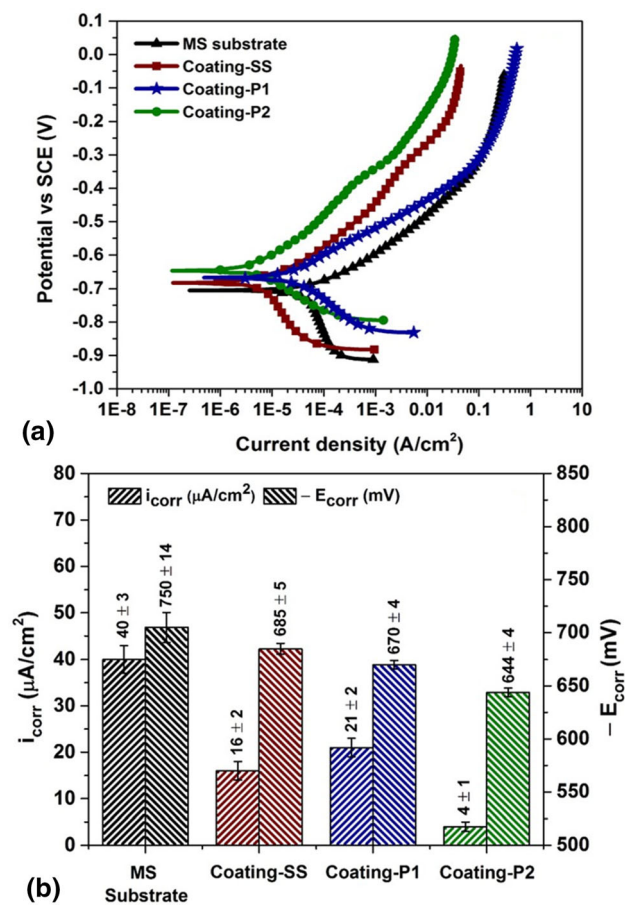 MS substrate
Coating-SS
Coating-P1
Coating-P2
0.1
0.0
-0.1
-0.2
-0.3
-0.4
-0.5
-0.6
-0.7
-0.8
-0.9
-1.0
Potential vs SCE (V)
1E-8 1E-7 1E-6 1E-5 1E-4 1E-3 0.01 0.1 1 10
Current density (A/cm²)
(a)
80
70
60
50
40
30
20
10
0
i_corr (μA/cm²)
i_corr (μA/cm²) – E_corr (mV)
40 ± 3
750 ± 14
16 ± 2
685 ± 5
21 ± 2
670 ± 4
4 ± 1
644 ± 4
850
800
750
700
650
600
550
500
– E_corr (mV)
MS Coating-SS Coating-P1 Coating-P2
Substrate
(b)